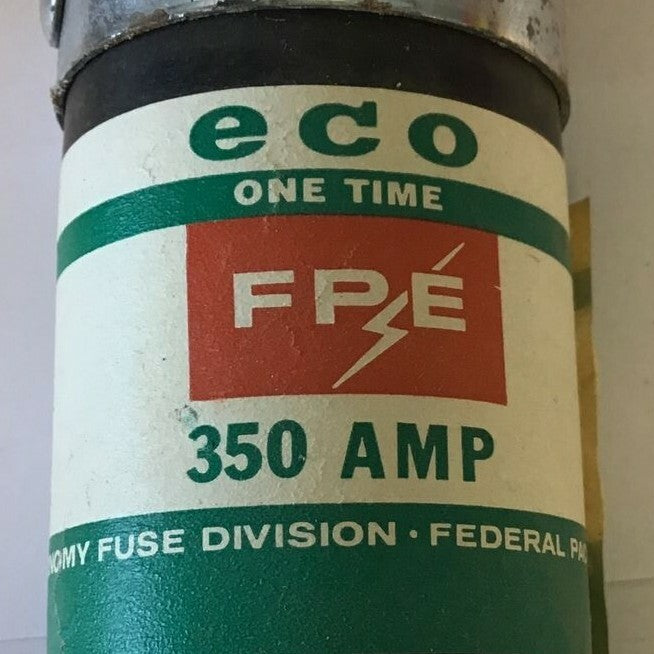 eco
ONE TIME
FPE
350 AMP
NOMY FUSE DIVISION · FEDERAL PA